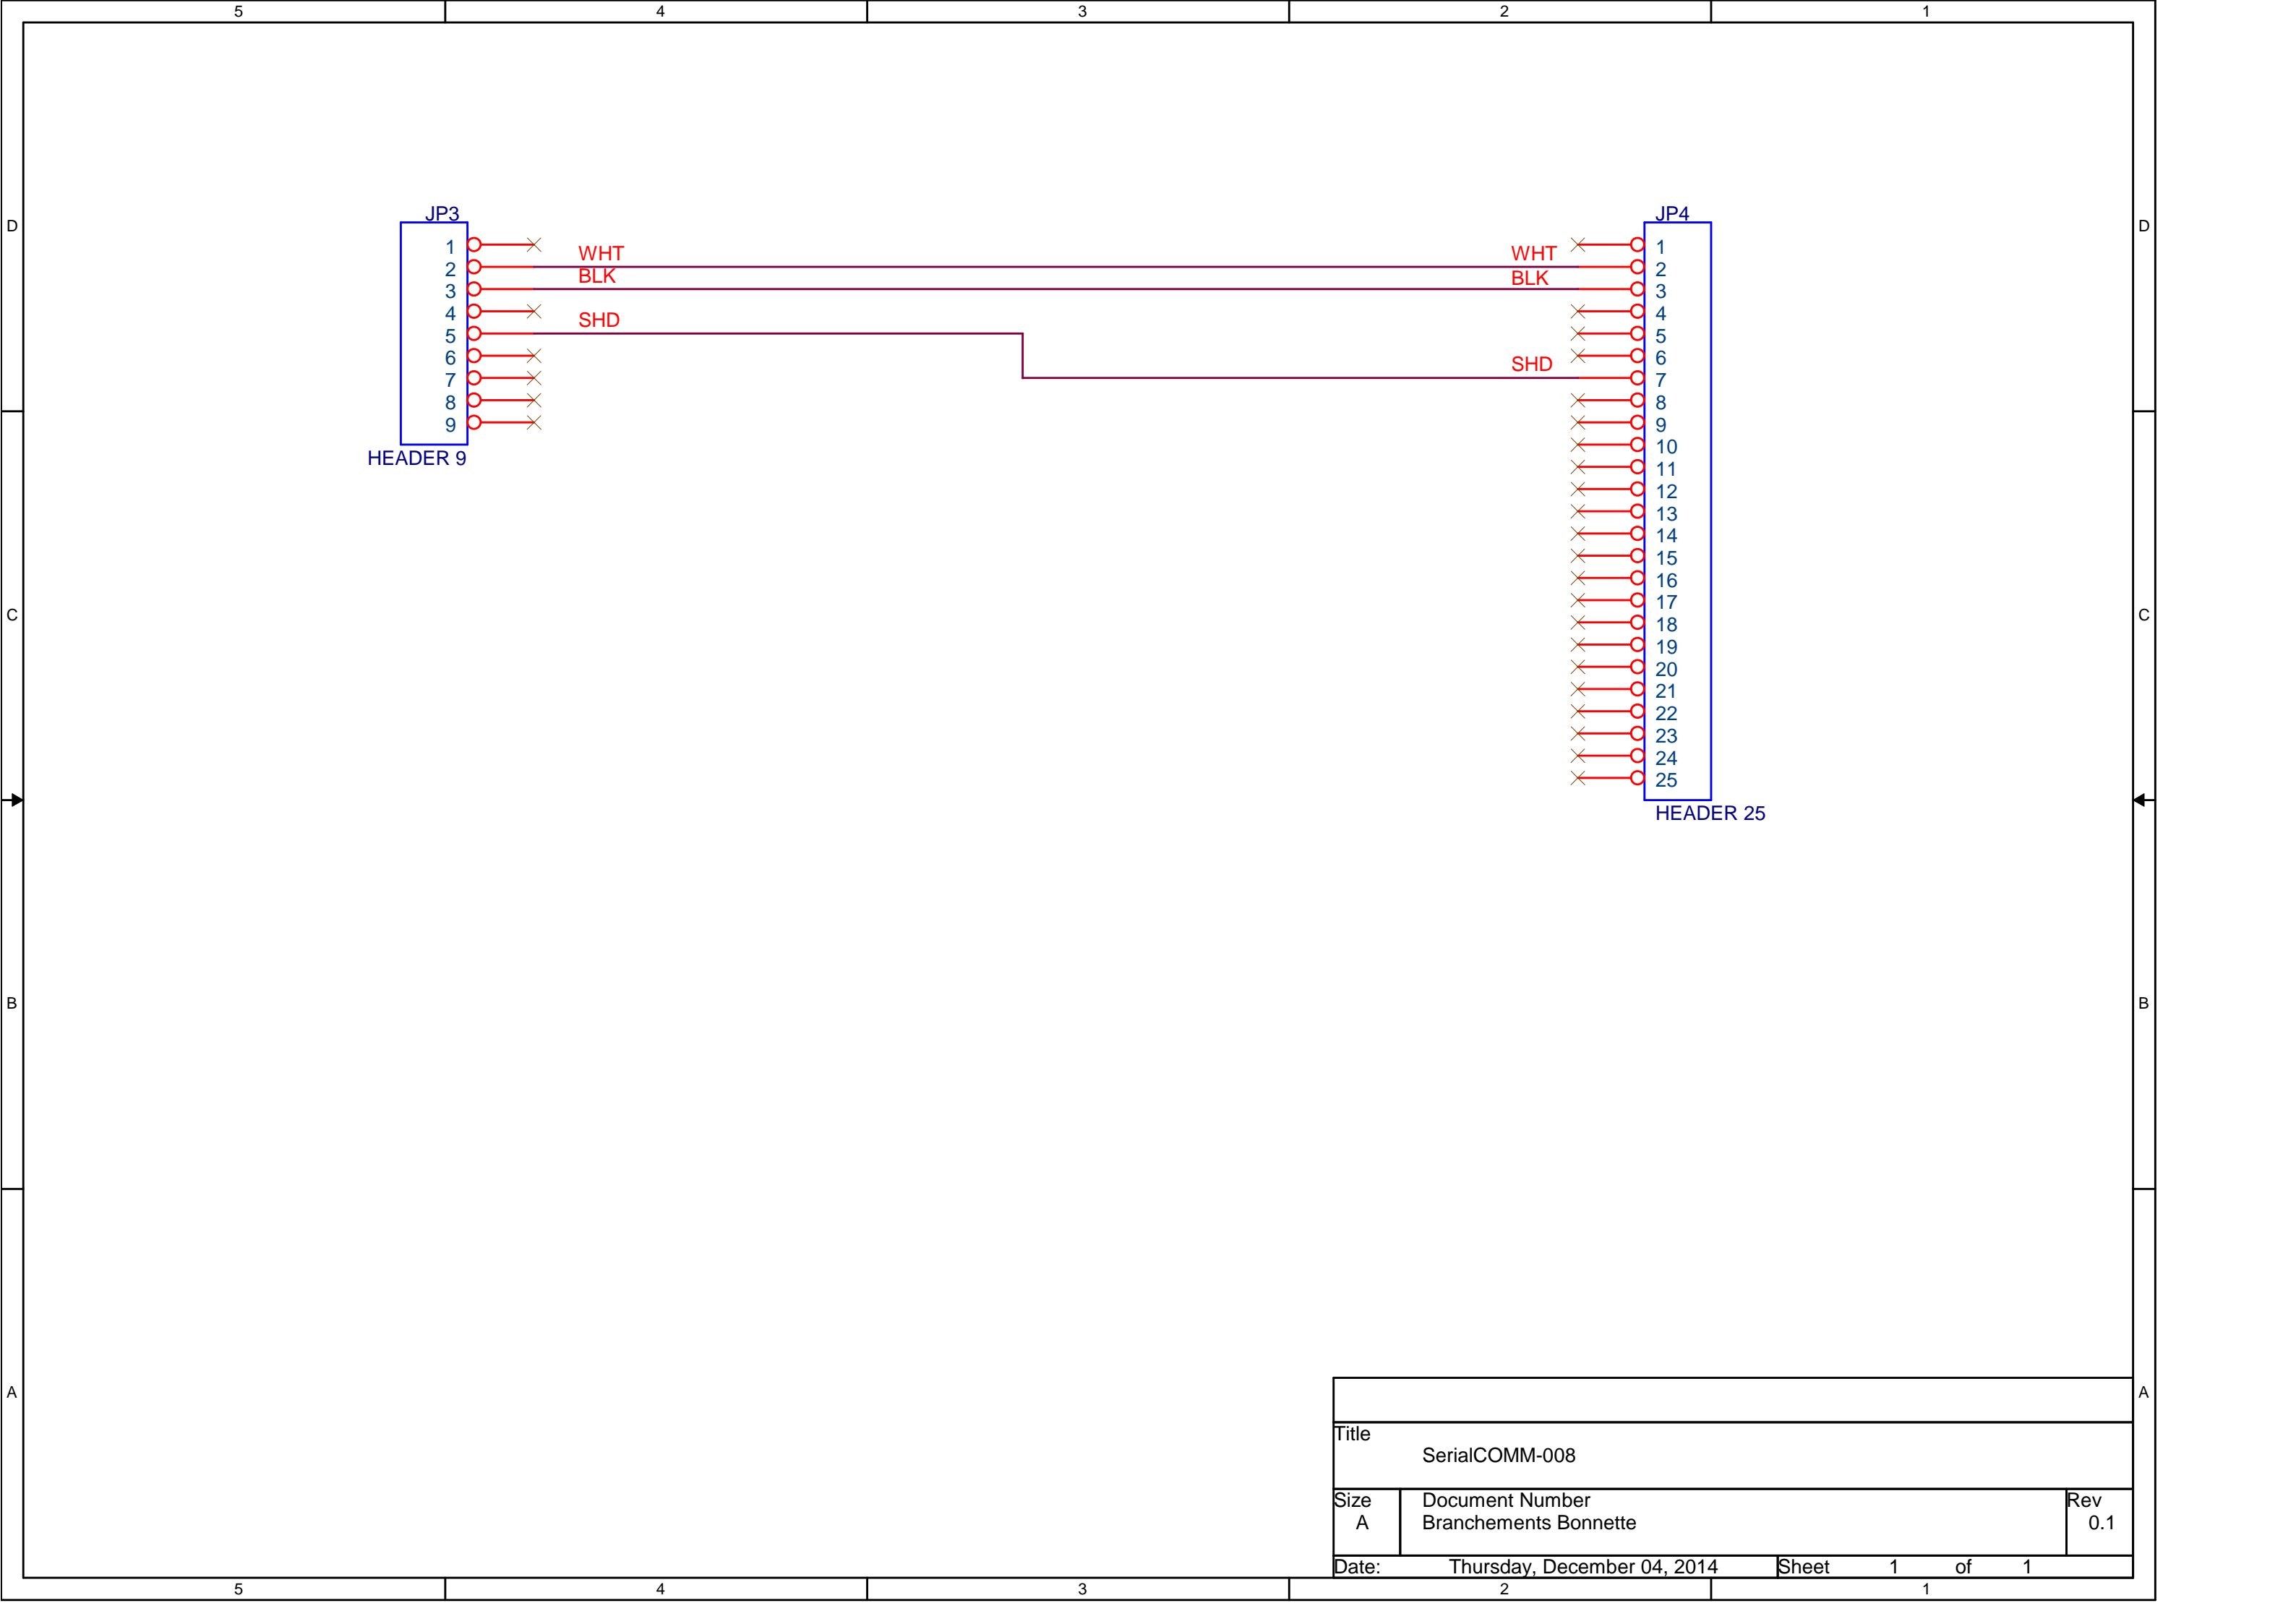 5 4 3 2 1
D D
JP3 JP4
1 1
WHT WHT
2 2
BLK BLK
3 3
4 4
SHD
5 5
6 6
SHD
7 7
8 8
9 9
10
HEADER 9
11
12
13
14
15
16
17
C C
18
19
20
21
22
23
24
25
HEADER 25
B B
A A
Title
SerialCOMM-008
Size Document Number Rev
A Branchements Bonnette 0.1
Date: Thursday, December 04, 2014 Sheet 1 of 1
5 4 3 2 1